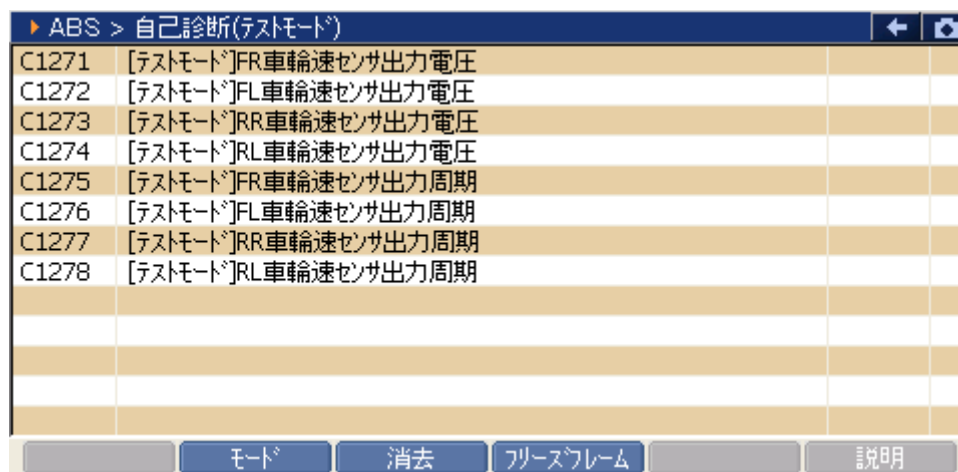 ABS > 自己診断(ﾃｽﾄﾓｰﾄﾞ)
C1271 [ﾃｽﾄﾓｰﾄﾞ]FR車輪速ｾﾝｻ出力電圧
C1272 [ﾃｽﾄﾓｰﾄﾞ]FL車輪速ｾﾝｻ出力電圧
C1273 [ﾃｽﾄﾓｰﾄﾞ]RR車輪速ｾﾝｻ出力電圧
C1274 [ﾃｽﾄﾓｰﾄﾞ]RL車輪速ｾﾝｻ出力電圧
C1275 [ﾃｽﾄﾓｰﾄﾞ]FR車輪速ｾﾝｻ出力周期
C1276 [ﾃｽﾄﾓｰﾄﾞ]FL車輪速ｾﾝｻ出力周期
C1277 [ﾃｽﾄﾓｰﾄﾞ]RR車輪速ｾﾝｻ出力周期
C1278 [ﾃｽﾄﾓｰﾄﾞ]RL車輪速ｾﾝｻ出力周期
ﾓｰﾄﾞ 消去 ﾌﾘｰｽﾞﾌﾚｰﾑ 説明